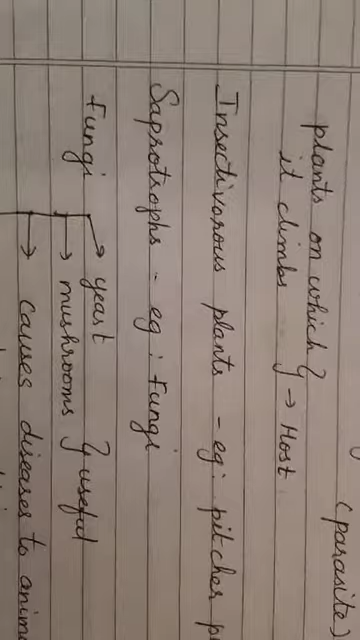 (parasite)
plants on which } → Host
it climbs
Insectivorous plants - eg: pitcher
Saprotrophs - eg: Fungi
Fungi → yeast } useful
→ mushrooms
→ causes diseases to